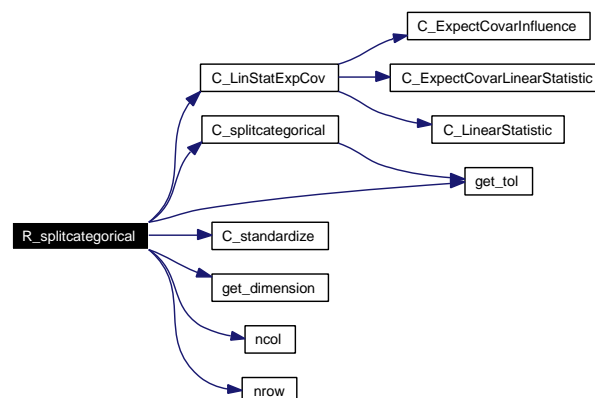 C_ExpectCovarInfluence
C_LinStatExpCov
C_ExpectCovarLinearStatistic
C_splitcategorical
C_LinearStatistic
get_tol
R_splitcategorical
C_standardize
get_dimension
ncol
nrow